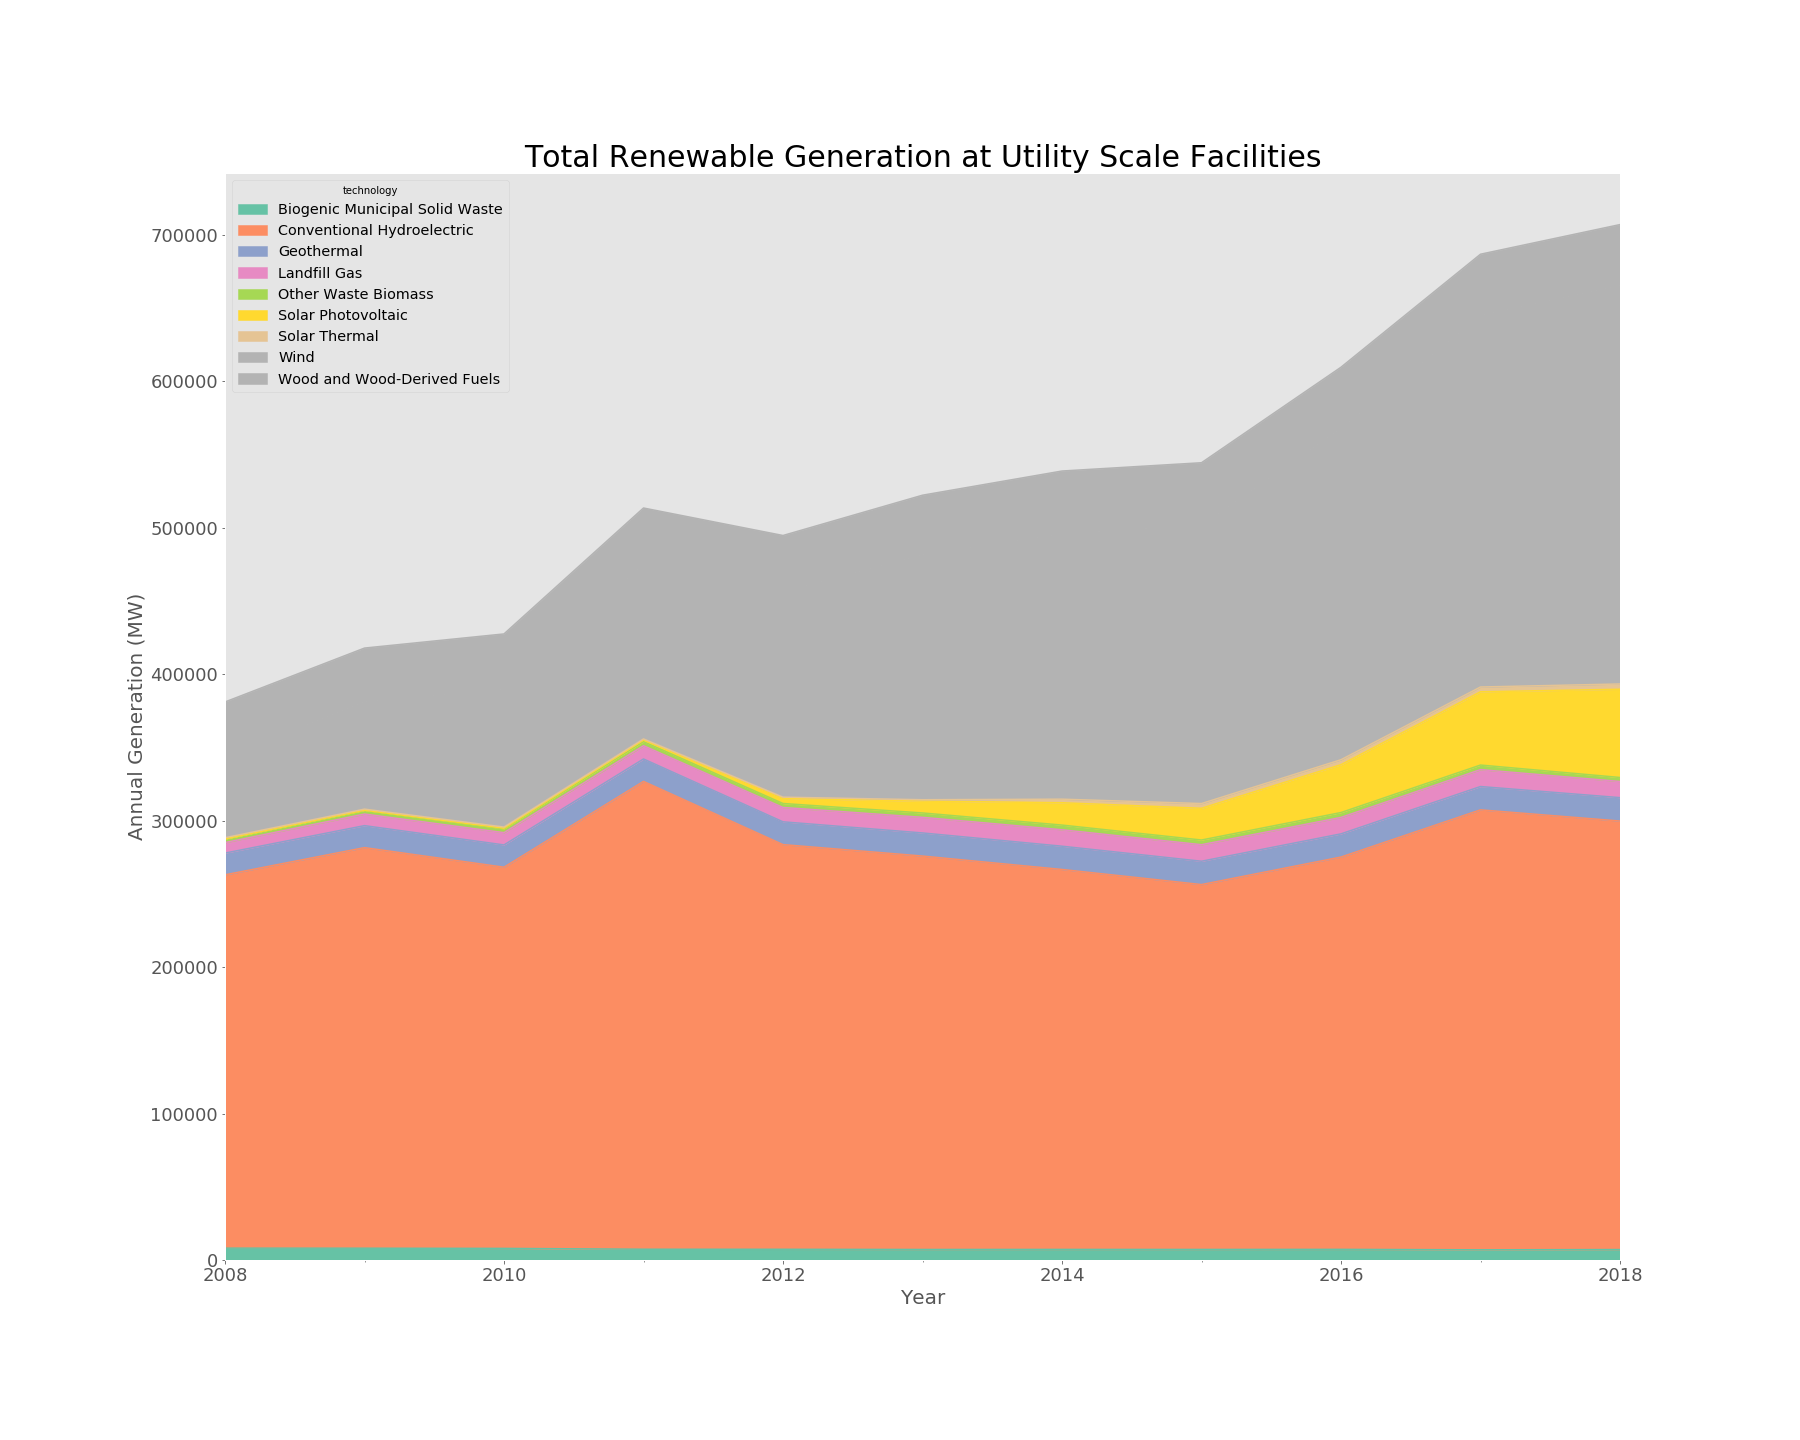 Total Renewable Generation at Utility Scale Facilities
technology
Biogenic Municipal Solid Waste
Conventional Hydroelectric
Geothermal
Landfill Gas
Other Waste Biomass
Solar Photovoltaic
Solar Thermal
Wind
Wood and Wood-Derived Fuels
700000
600000
500000
400000
300000
200000
100000
0
Annual Generation (MW)
2008 2010 2012 2014 2016 2018
Year